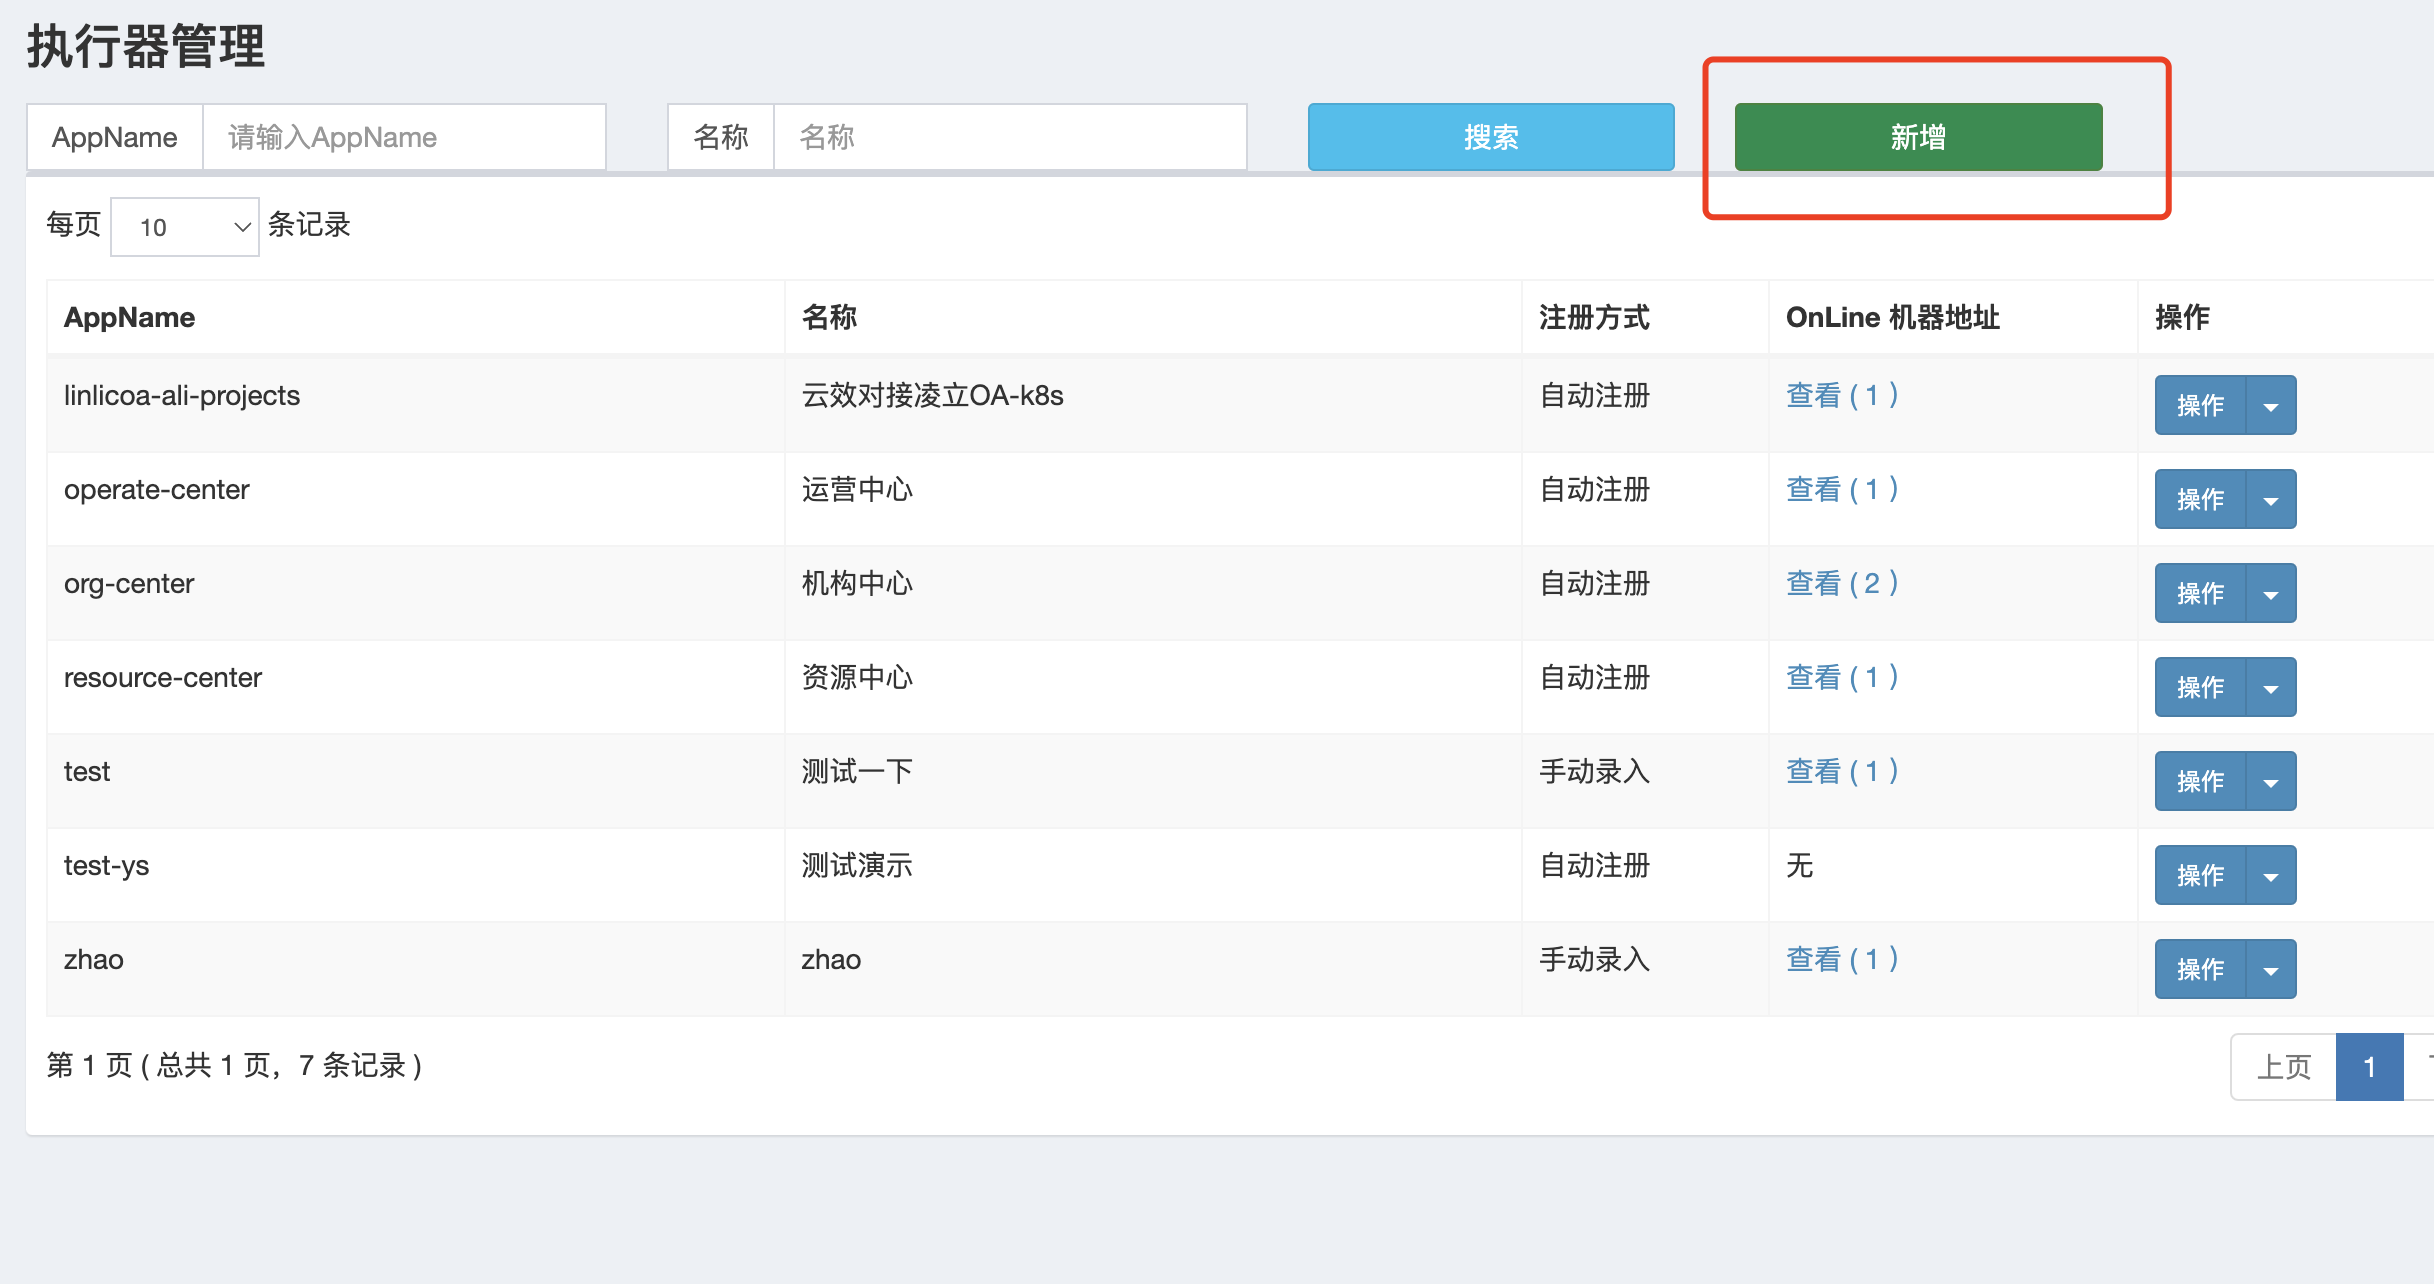 执行器管理
AppName 请输入AppName 名称 名称 搜索 新增
每页 10 条记录
AppName 名称 注册方式 OnLine 机器地址 操作
linlicoa-ali-projects 云效对接凌立OA-k8s 自动注册 查看 ( 1 ) 操作
operate-center 运营中心 自动注册 查看 ( 1 ) 操作
org-center 机构中心 自动注册 查看 ( 2 ) 操作
resource-center 资源中心 自动注册 查看 ( 1 ) 操作
test 测试一下 手动录入 查看 ( 1 ) 操作
test-ys 测试演示 自动注册 无 操作
zhao zhao 手动录入 查看 ( 1 ) 操作
第 1 页 ( 总共 1 页，7 条记录 ) 上页 1